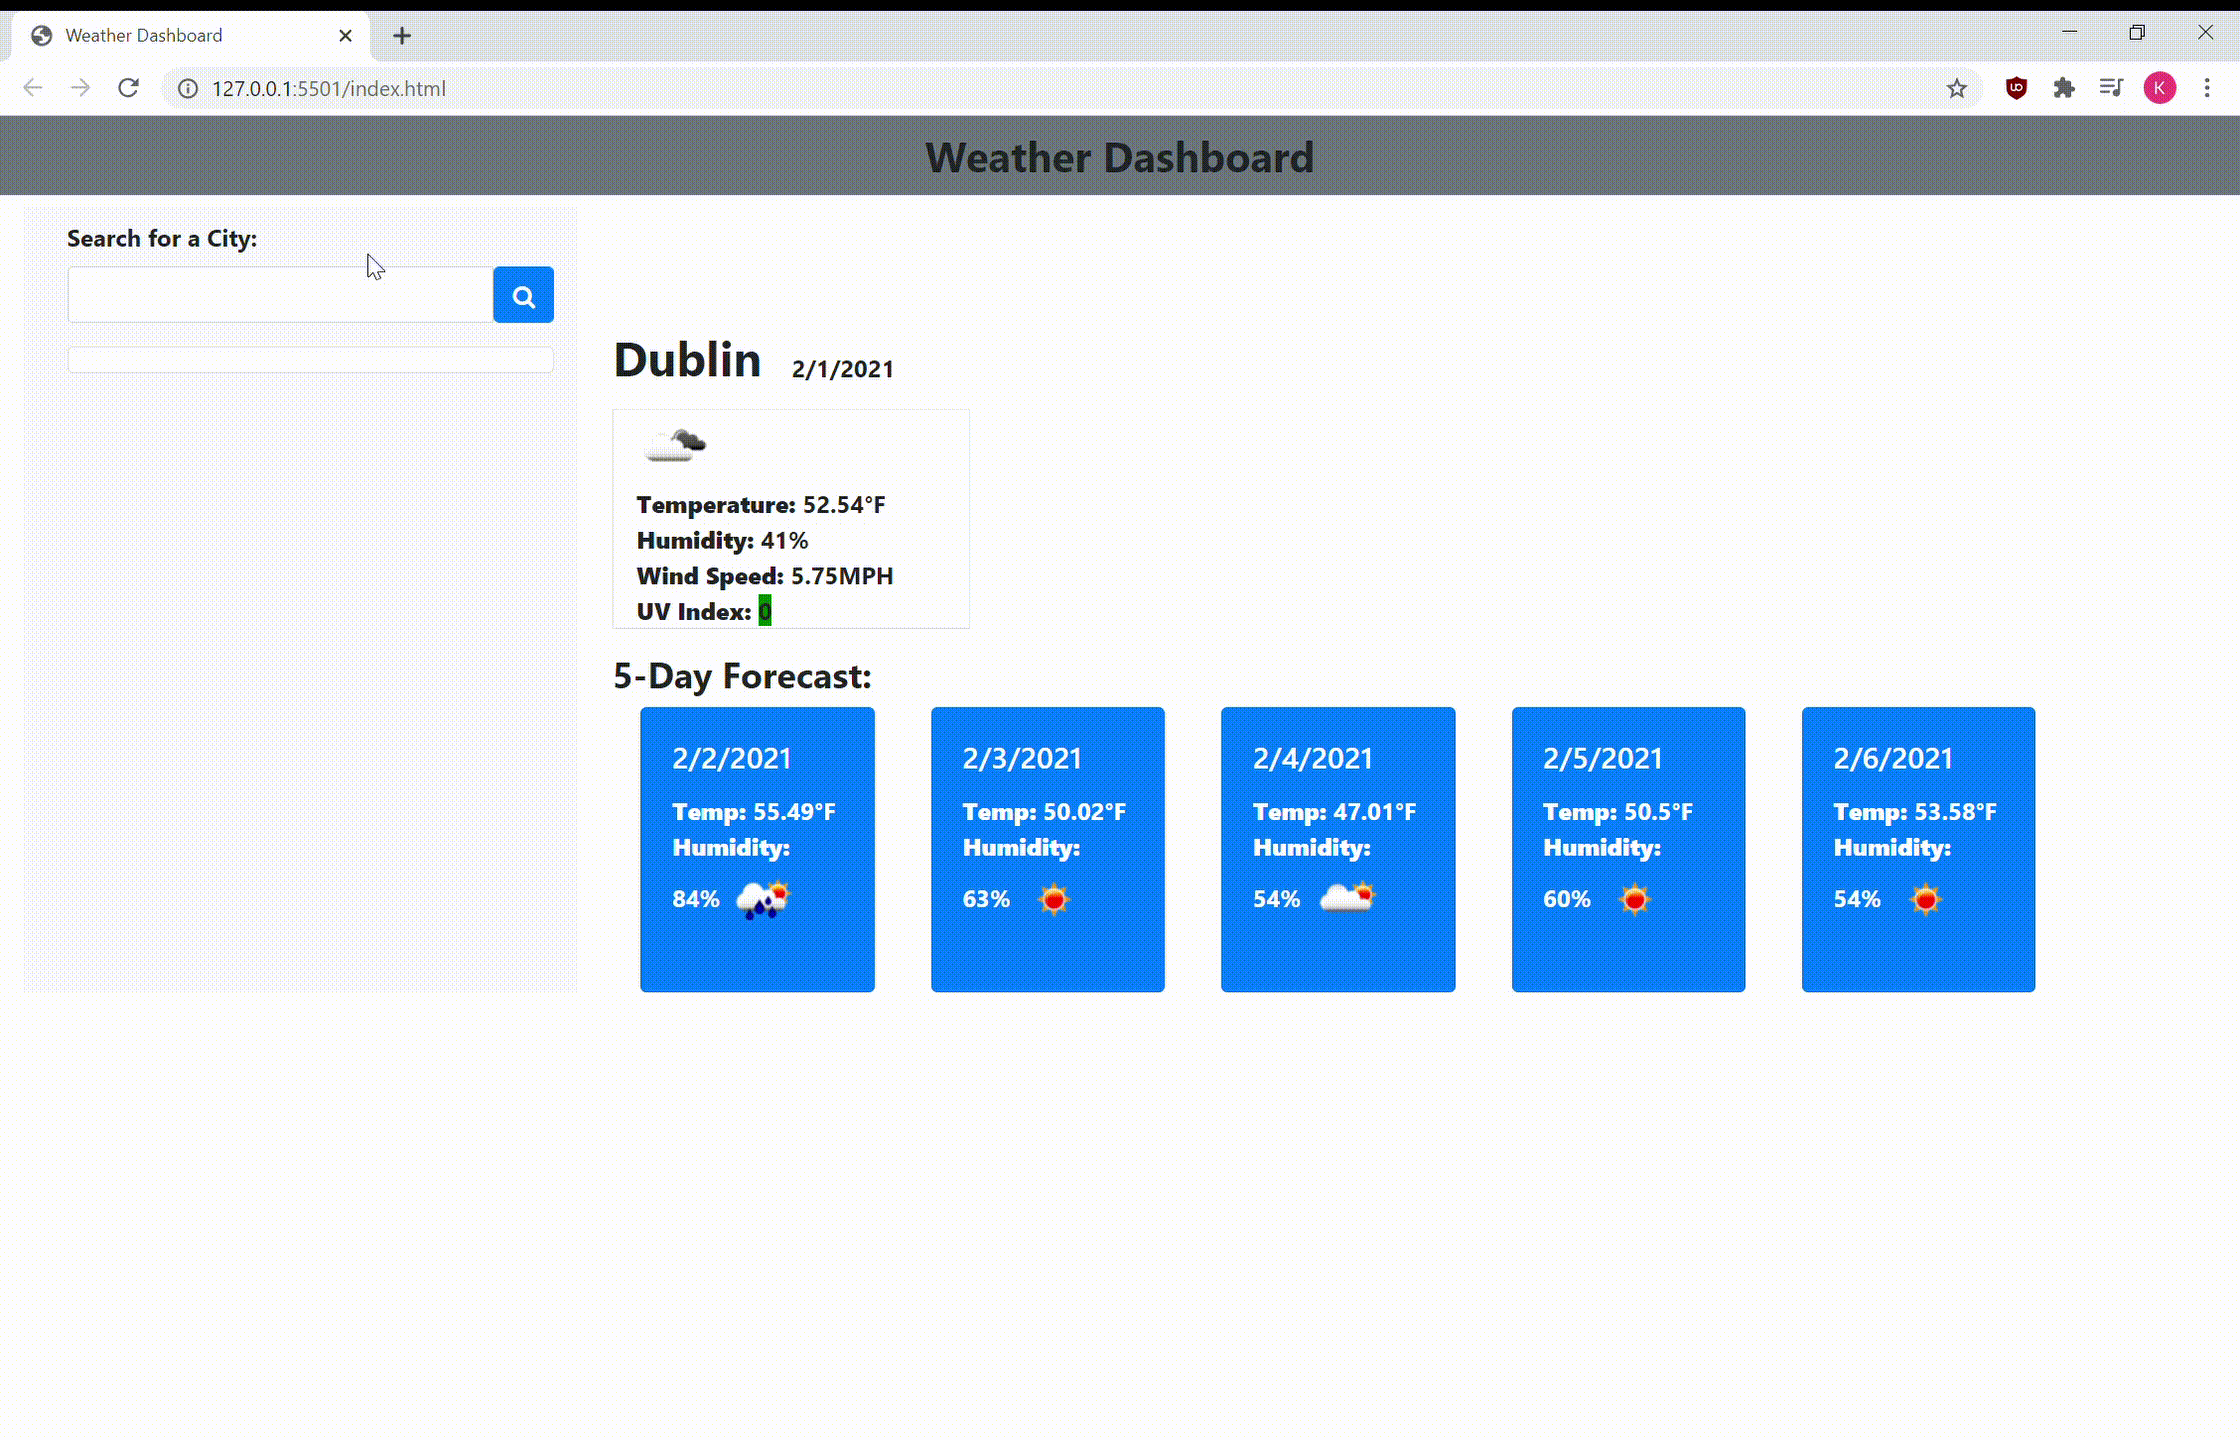 Weather Dashboard
127.0.0.1:5501/index.html
K
Weather Dashboard
Search for a City:
Dublin 2/1/2021
Temperature: 52.54°F
Humidity: 41%
Wind Speed: 5.75MPH
UV Index: 0
5-Day Forecast:
2/2/2021
Temp: 55.49°F
Humidity:
84%
2/3/2021
Temp: 50.02°F
Humidity:
63%
2/4/2021
Temp: 47.01°F
Humidity:
54%
2/5/2021
Temp: 50.5°F
Humidity:
60%
2/6/2021
Temp: 53.58°F
Humidity:
54%